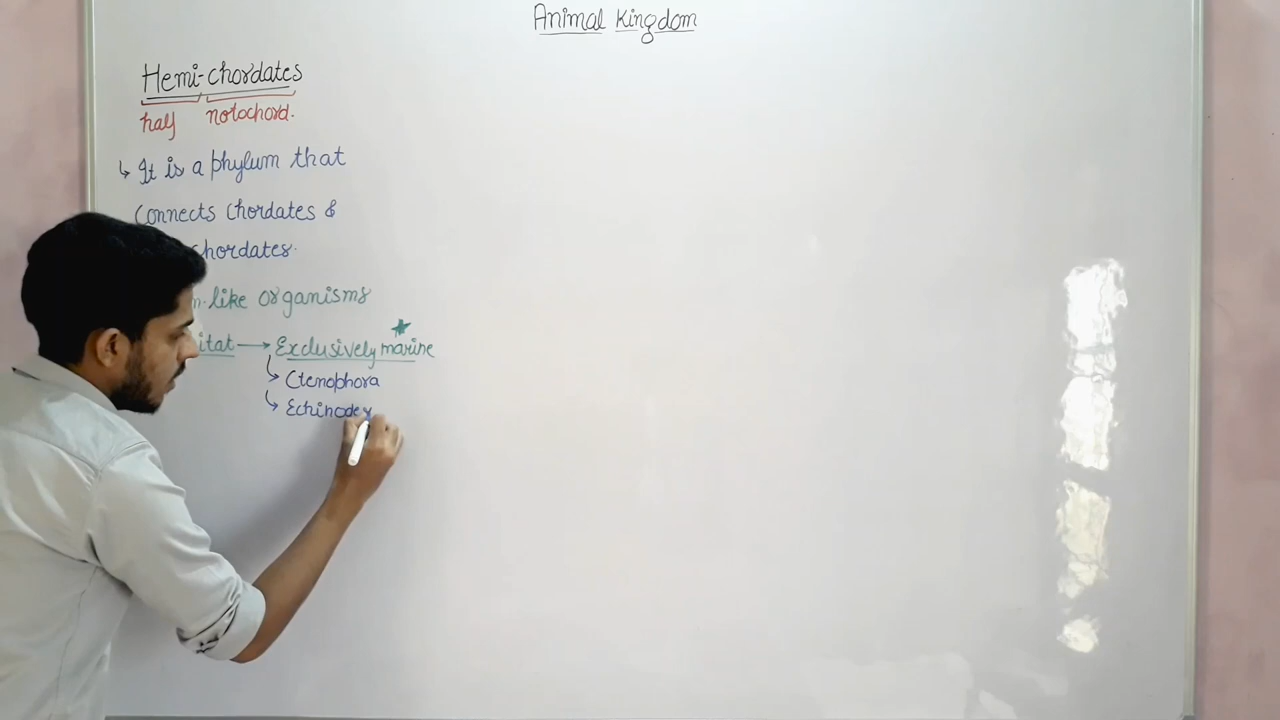 Animal Kingdom
Hemi-chordates
half notochord.
↳ It is a phylum that
Connects Chordates &
chordates.
like organisms
→ Exclusively marine ★
↳ Ctenophora
↳ Echinoder